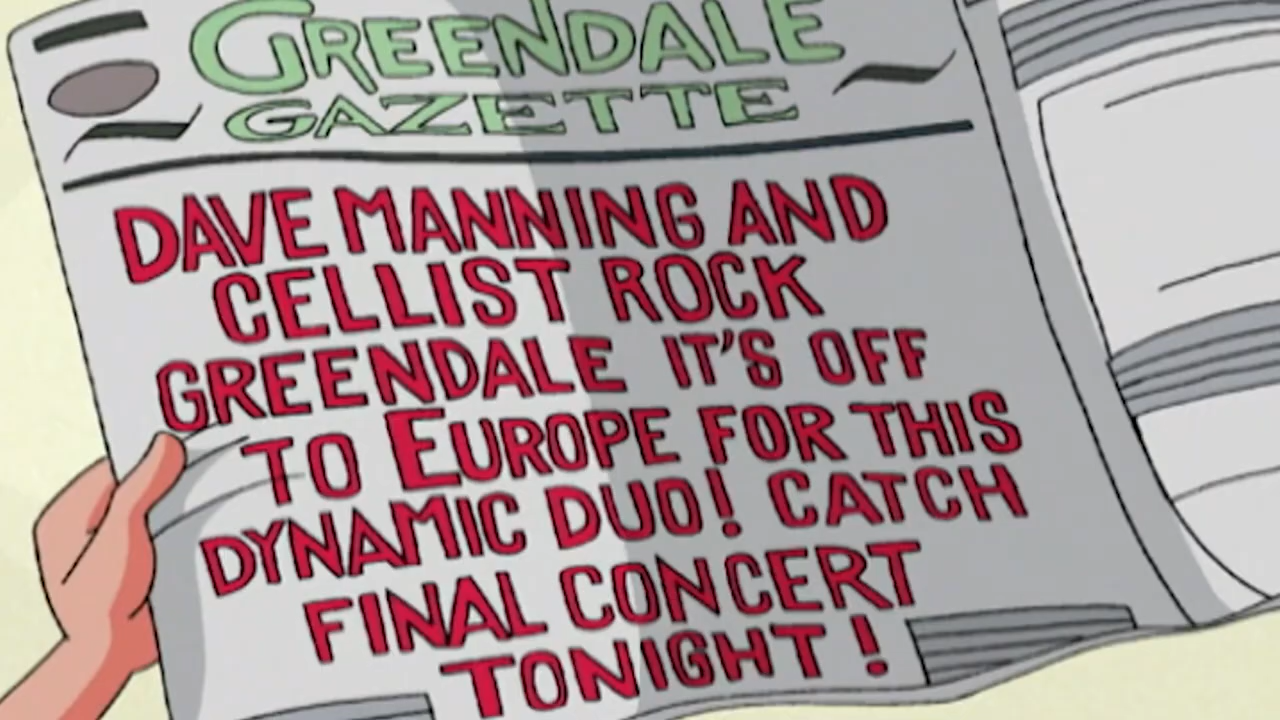 GREENDALE
GAZETTE
DAVE MANNING AND
CELLIST ROCK
GREENDALE IT'S OFF
TO EUROPE FOR THIS
DYNAMIC DUO! CATCH
FINAL CONCERT
TONIGHT!